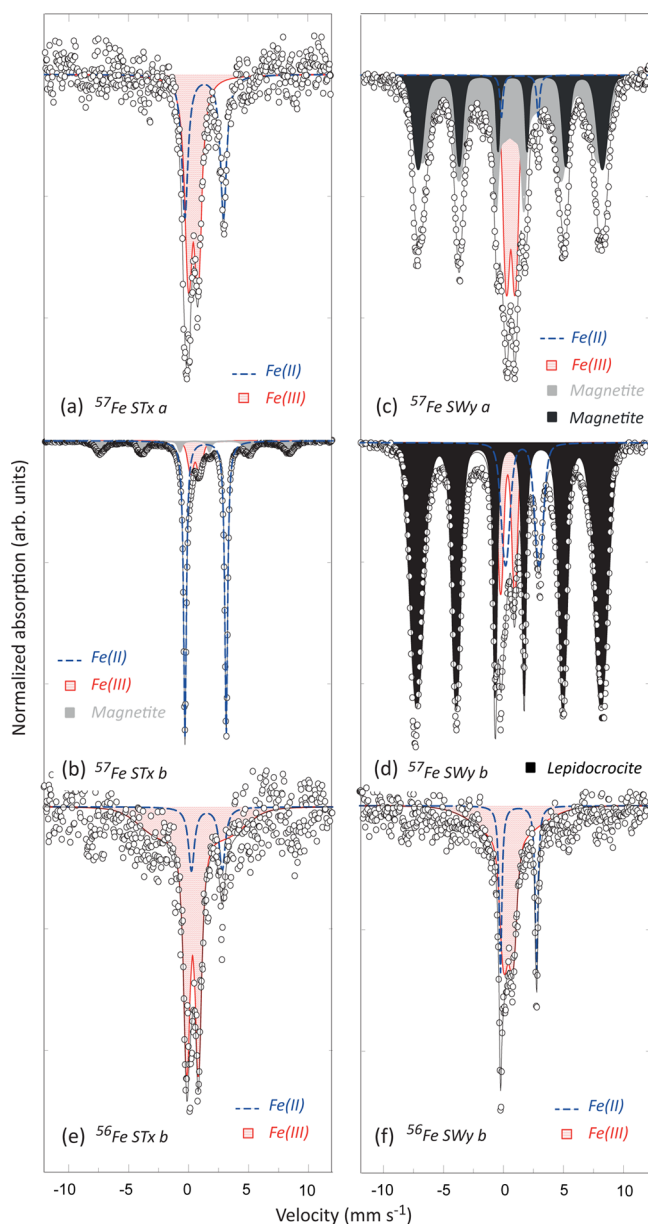 Normalized absorption (arb. units)
Fe(II)
Fe(III)
(a) ⁵⁷Fe STx a
Fe(II)
Fe(III)
Magnetite
Magnetite
(c) ⁵⁷Fe SWy a
Fe(II)
Fe(III)
Magnetite
(b) ⁵⁷Fe STx b
Lepidocrocite
(d) ⁵⁷Fe SWy b
Fe(II)
Fe(III)
(e) ⁵⁶Fe STx b
Fe(II)
Fe(III)
(f) ⁵⁶Fe SWy b
-10 -5 0 5 10 -10 -5 0 5 10
Velocity (mm s⁻¹)